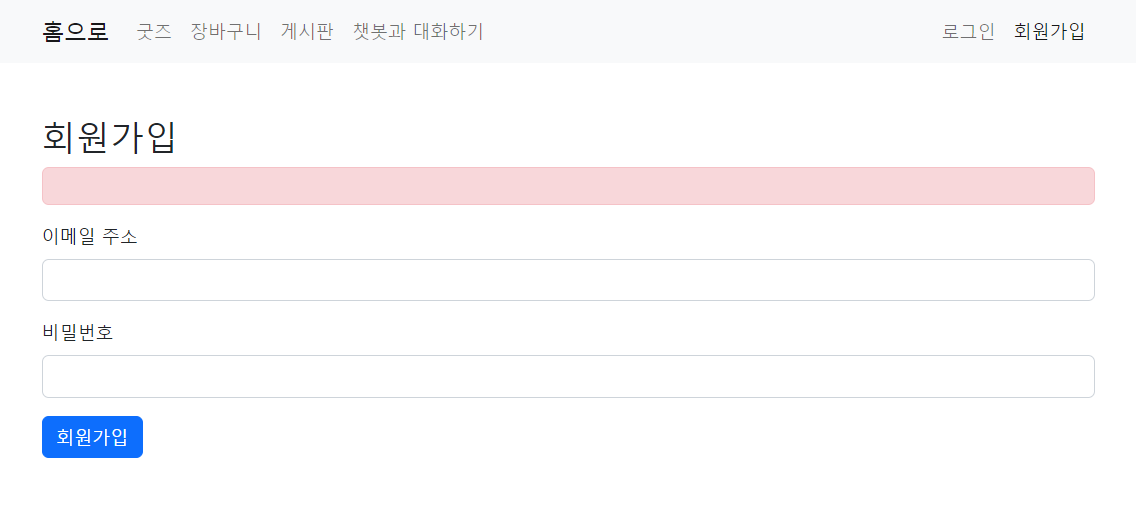 홈으로 굿즈 장바구니 게시판 챗봇과 대화하기 로그인 회원가입
회원가입
이메일 주소
비밀번호
회원가입